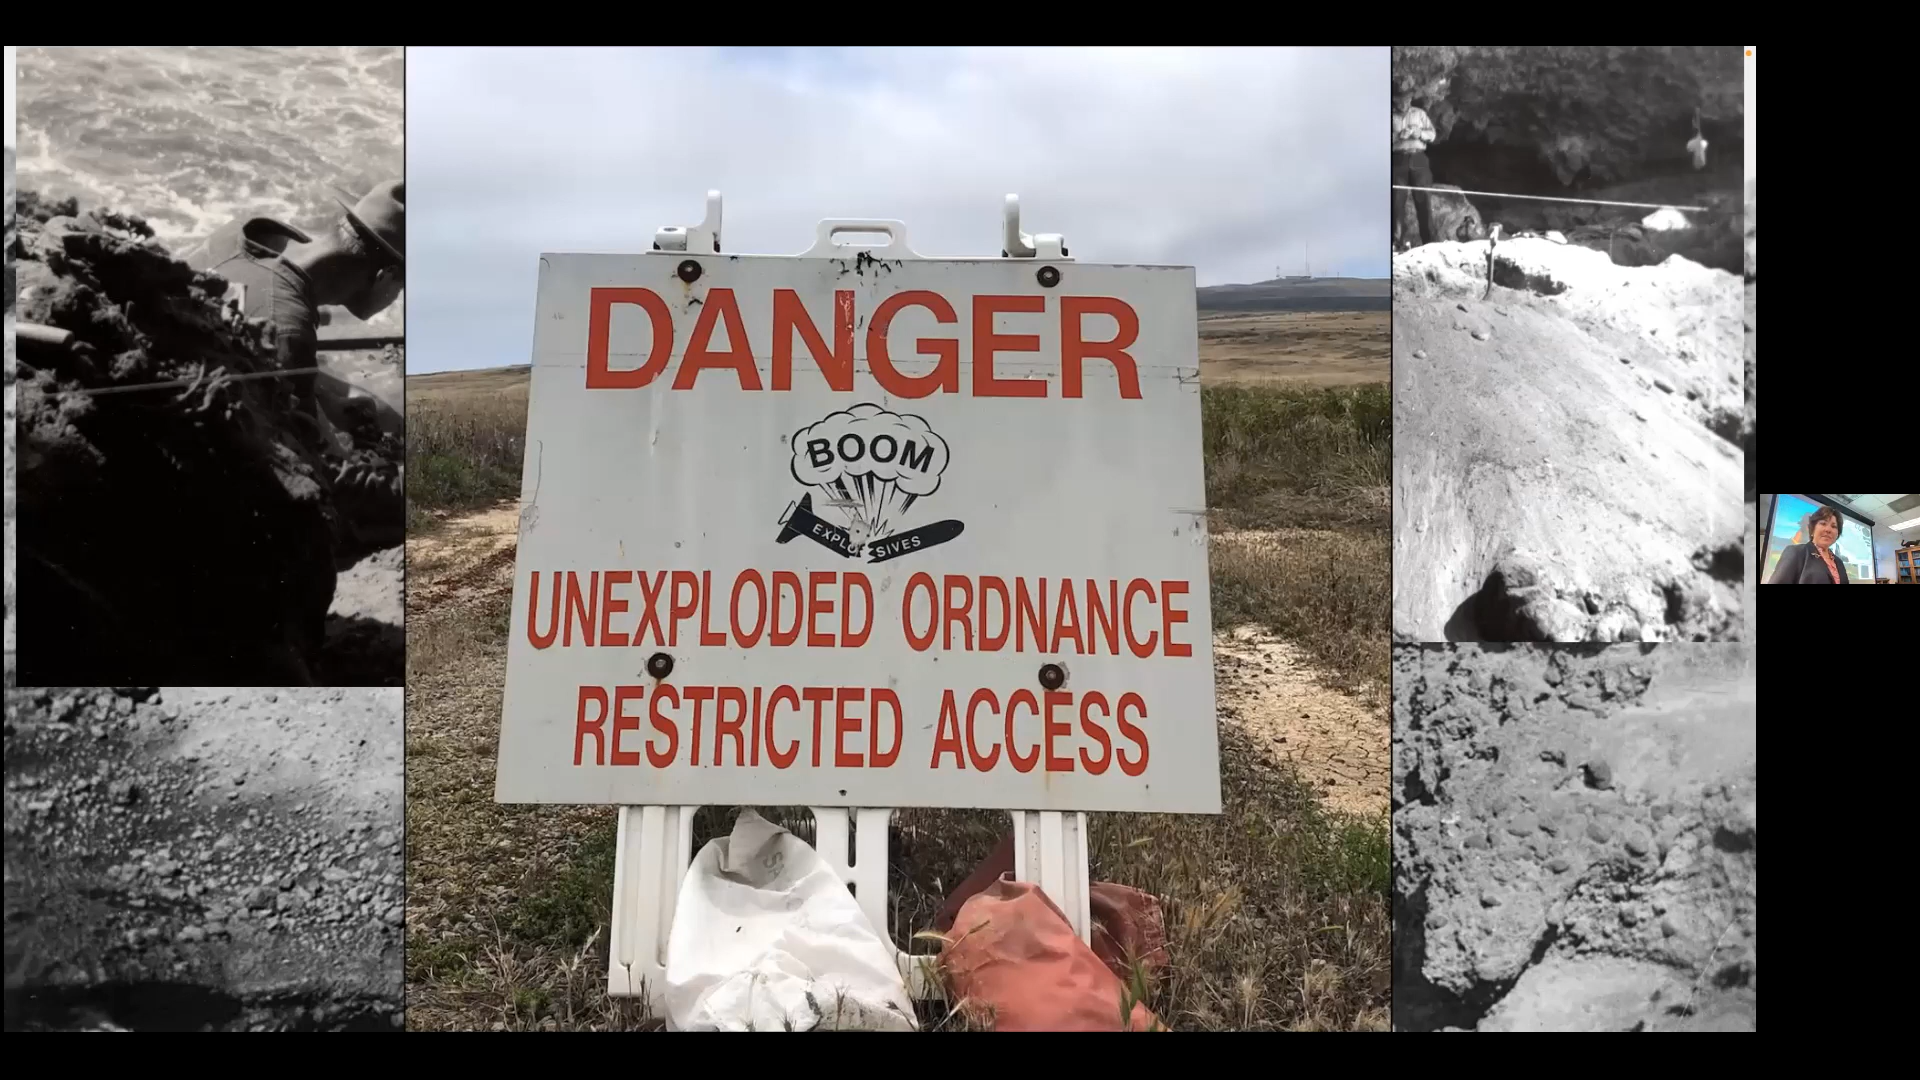 DANGER
BOOM
EXPLOSIVES
UNEXPLODED ORDNANCE
RESTRICTED ACCESS